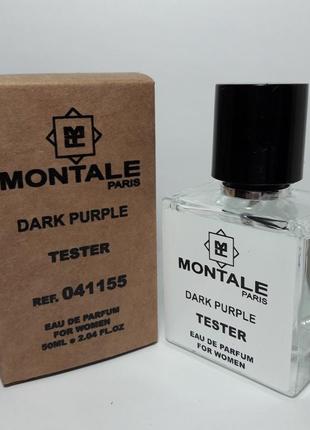 MONTALE
PARIS
DARK PURPLE
TESTER
REF. 041155
EAU DE PARFUM
FOR WOMEN
50ML e 2.04 FL.OZ
MONTALE
PARIS
DARK PURPLE
TESTER
EAU DE PARFUM
FOR WOMEN